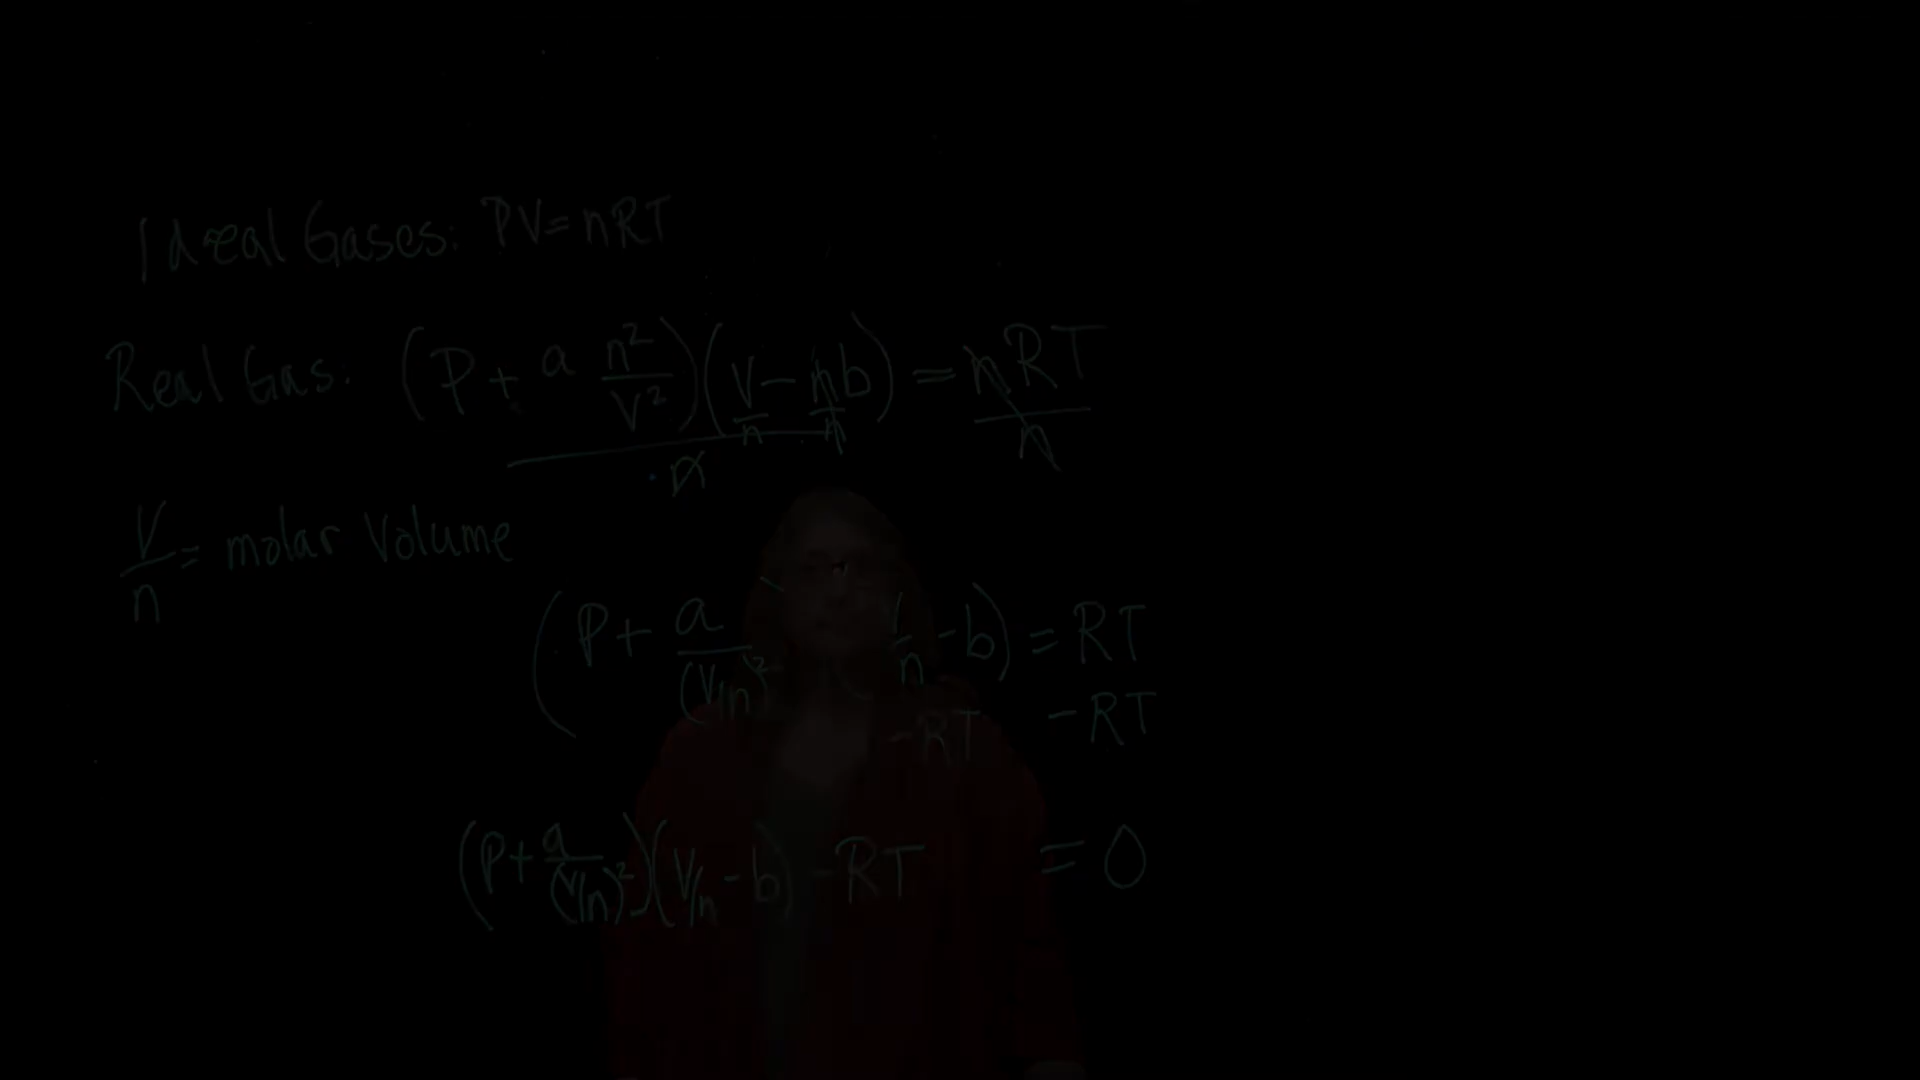 Ideal Gases: PV=nRT
Real Gas: (P + a n²/V²)(V/n − nb/n) = nRT/n
n
V/n = molar Volume
(P + a/(V/n)² /n − b) = RT
−RT −RT
(P + a/(V/n)²)(V/n − b) − RT = 0